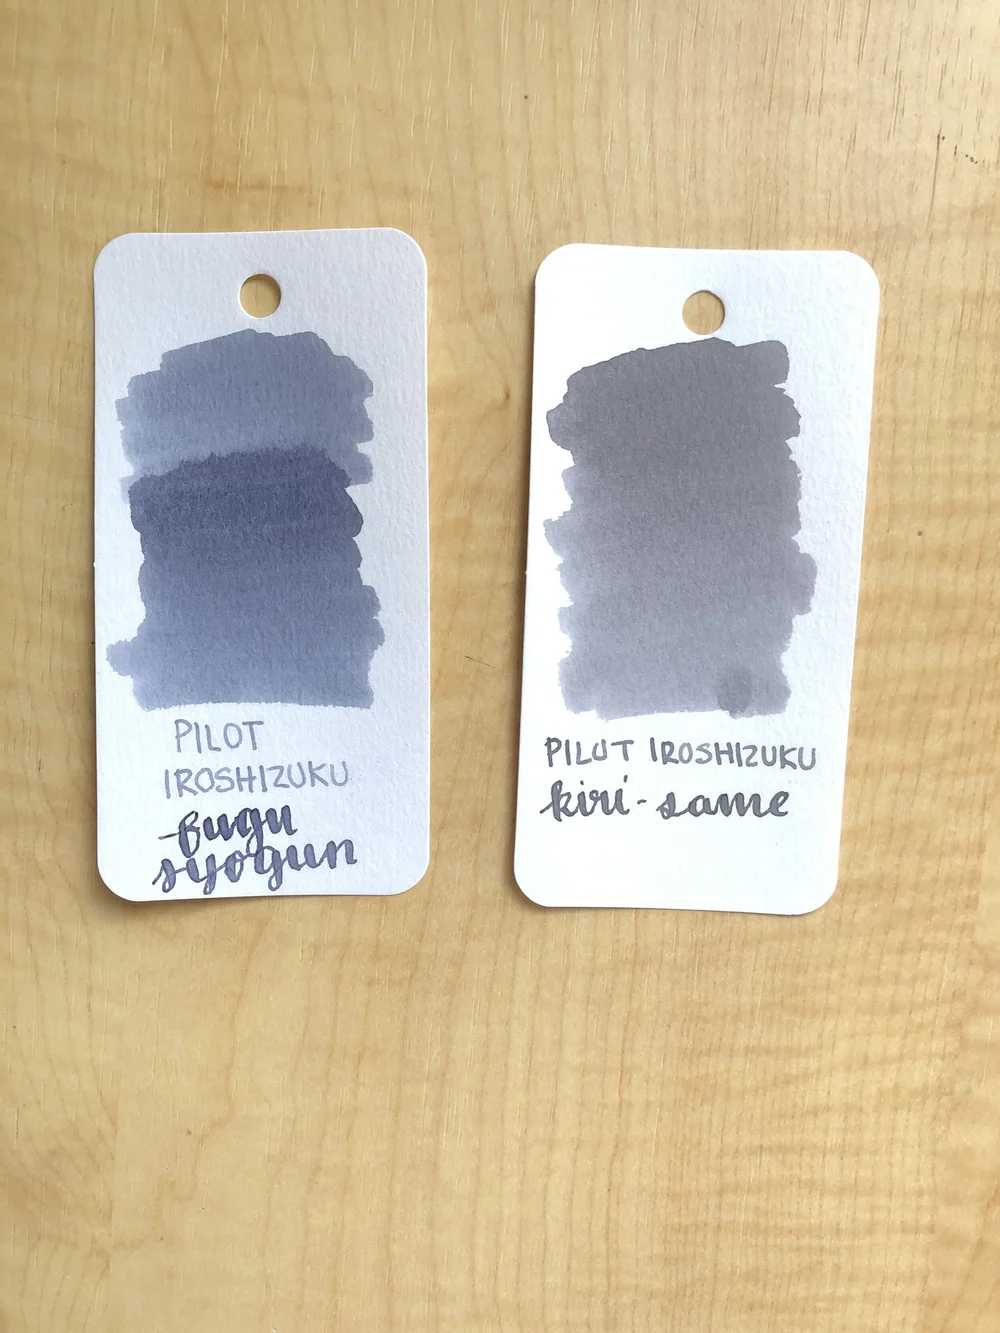 PILOT
IROSHIZUKU
fugu
syogun
PILOT IROSHIZUKU
kiri-same